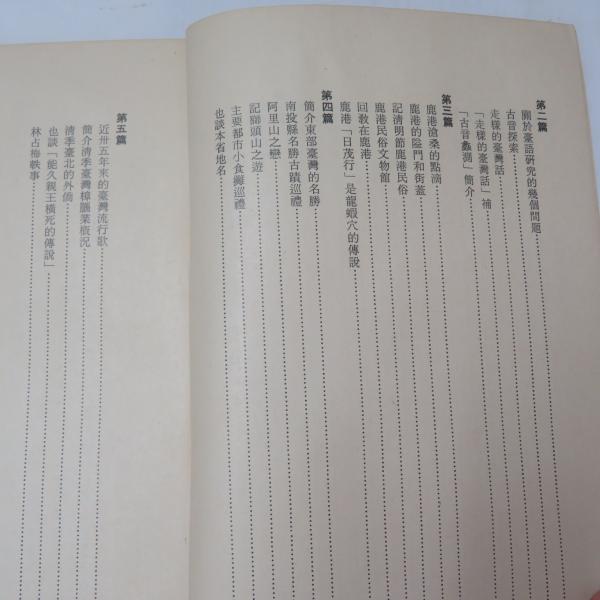 第二篇
關於臺語研究的幾個問題
古音探索
走樣的臺灣話
「走樣的臺灣話」補
「古音蠡測」簡介
第三篇
鹿港滄桑的點滴
鹿港的隘門和街蓋
記清明節鹿港民俗
鹿港民俗文物館
回教在鹿港
鹿港「日茂行」是龍蝦穴的傳說
第四篇
簡介東部臺灣的名勝
南投縣名勝古蹟巡禮
阿里山之戀
記獅頭山之遊
主要都市小食攤巡禮
也談本省地名
第五篇
近卅五年來的臺灣流行歌
簡介清季臺灣樟腦業概況
清季臺北的外僑
也談「能久親王橫死的傳說」
林占梅軼事